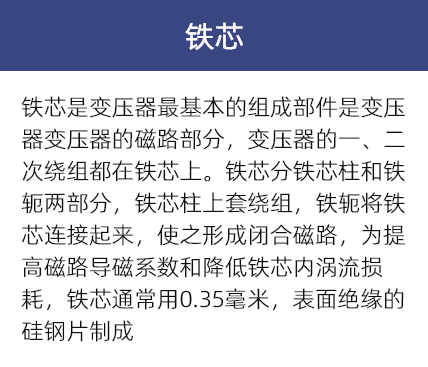 铁芯
铁芯是变压器最基本的组成部件是变压
器变压器的磁路部分，变压器的一、二
次绕组都在铁芯上。铁芯分铁芯柱和铁
轭两部分，铁芯柱上套绕组，铁轭将铁
芯连接起来，使之形成闭合磁路，为提
高磁路导磁系数和降低铁芯内涡流损
耗，铁芯通常用0.35毫米，表面绝缘的
硅钢片制成